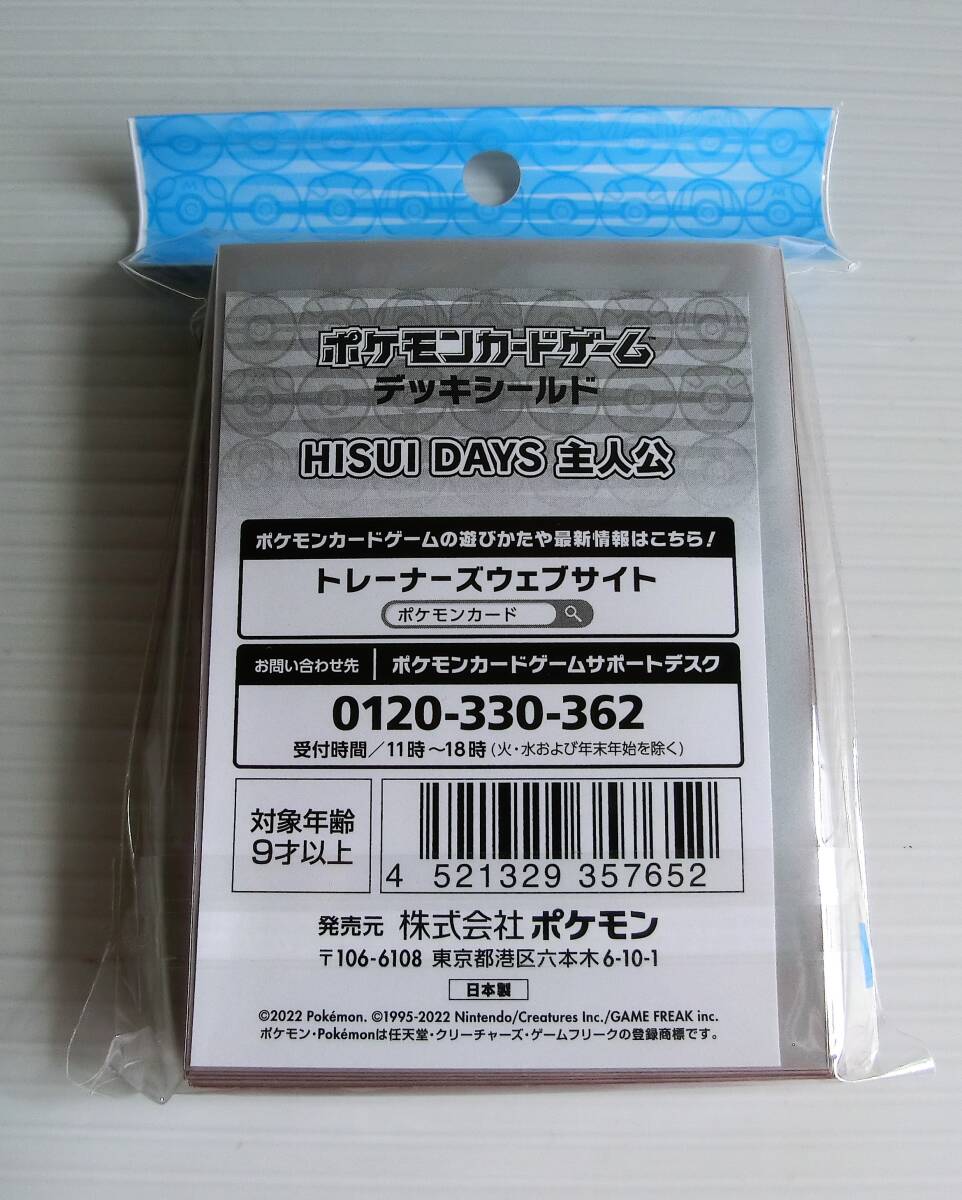 ポケモンカードゲーム™
デッキシールド
HISUI DAYS 主人公
ポケモンカードゲームの遊びかたや最新情報はこちら!
トレーナーズウェブサイト
ポケモンカード
お問い合わせ先 | ポケモンカードゲームサポートデスク
0120-330-362
受付時間/11時~18時(火・水および年末年始を除く)
対象年齢
9才以上
4 521329 357652
発売元 株式会社 ポケモン
〒106-6108 東京都港区六本木6-10-1
日本製
©2022 Pokémon. ©1995-2022 Nintendo/Creatures Inc./GAME FREAK inc.
ポケモン・Pokémonは任天堂・クリーチャーズ・ゲームフリークの登録商標です。